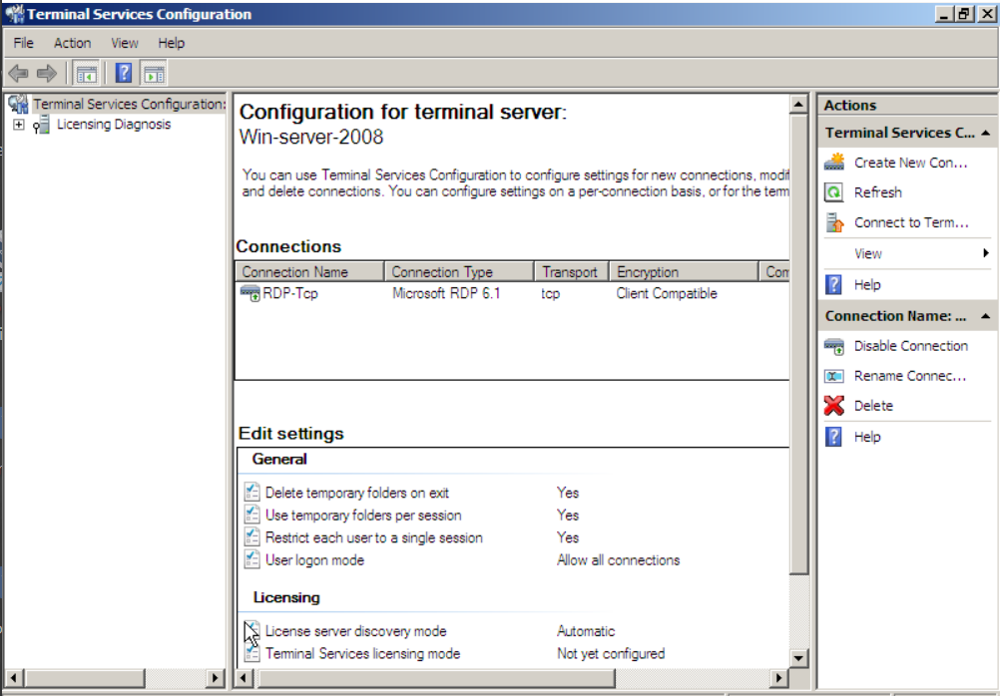 Terminal Services Configuration
File Action View Help
Terminal Services Configuration:
Licensing Diagnosis
Configuration for terminal server:
Win-server-2008
You can use Terminal Services Configuration to configure settings for new connections, modif
and delete connections. You can configure settings on a per-connection basis, or for the term
Connections
Connection Name Connection Type Transport Encryption Com
RDP-Tcp Microsoft RDP 6.1 tcp Client Compatible
Edit settings
General
Delete temporary folders on exit Yes
Use temporary folders per session Yes
Restrict each user to a single session Yes
User logon mode Allow all connections
Licensing
License server discovery mode Automatic
Terminal Services licensing mode Not yet configured
Actions
Terminal Services C...
Create New Con...
Refresh
Connect to Term...
View
Help
Connection Name: ...
Disable Connection
Rename Connec...
Delete
Help